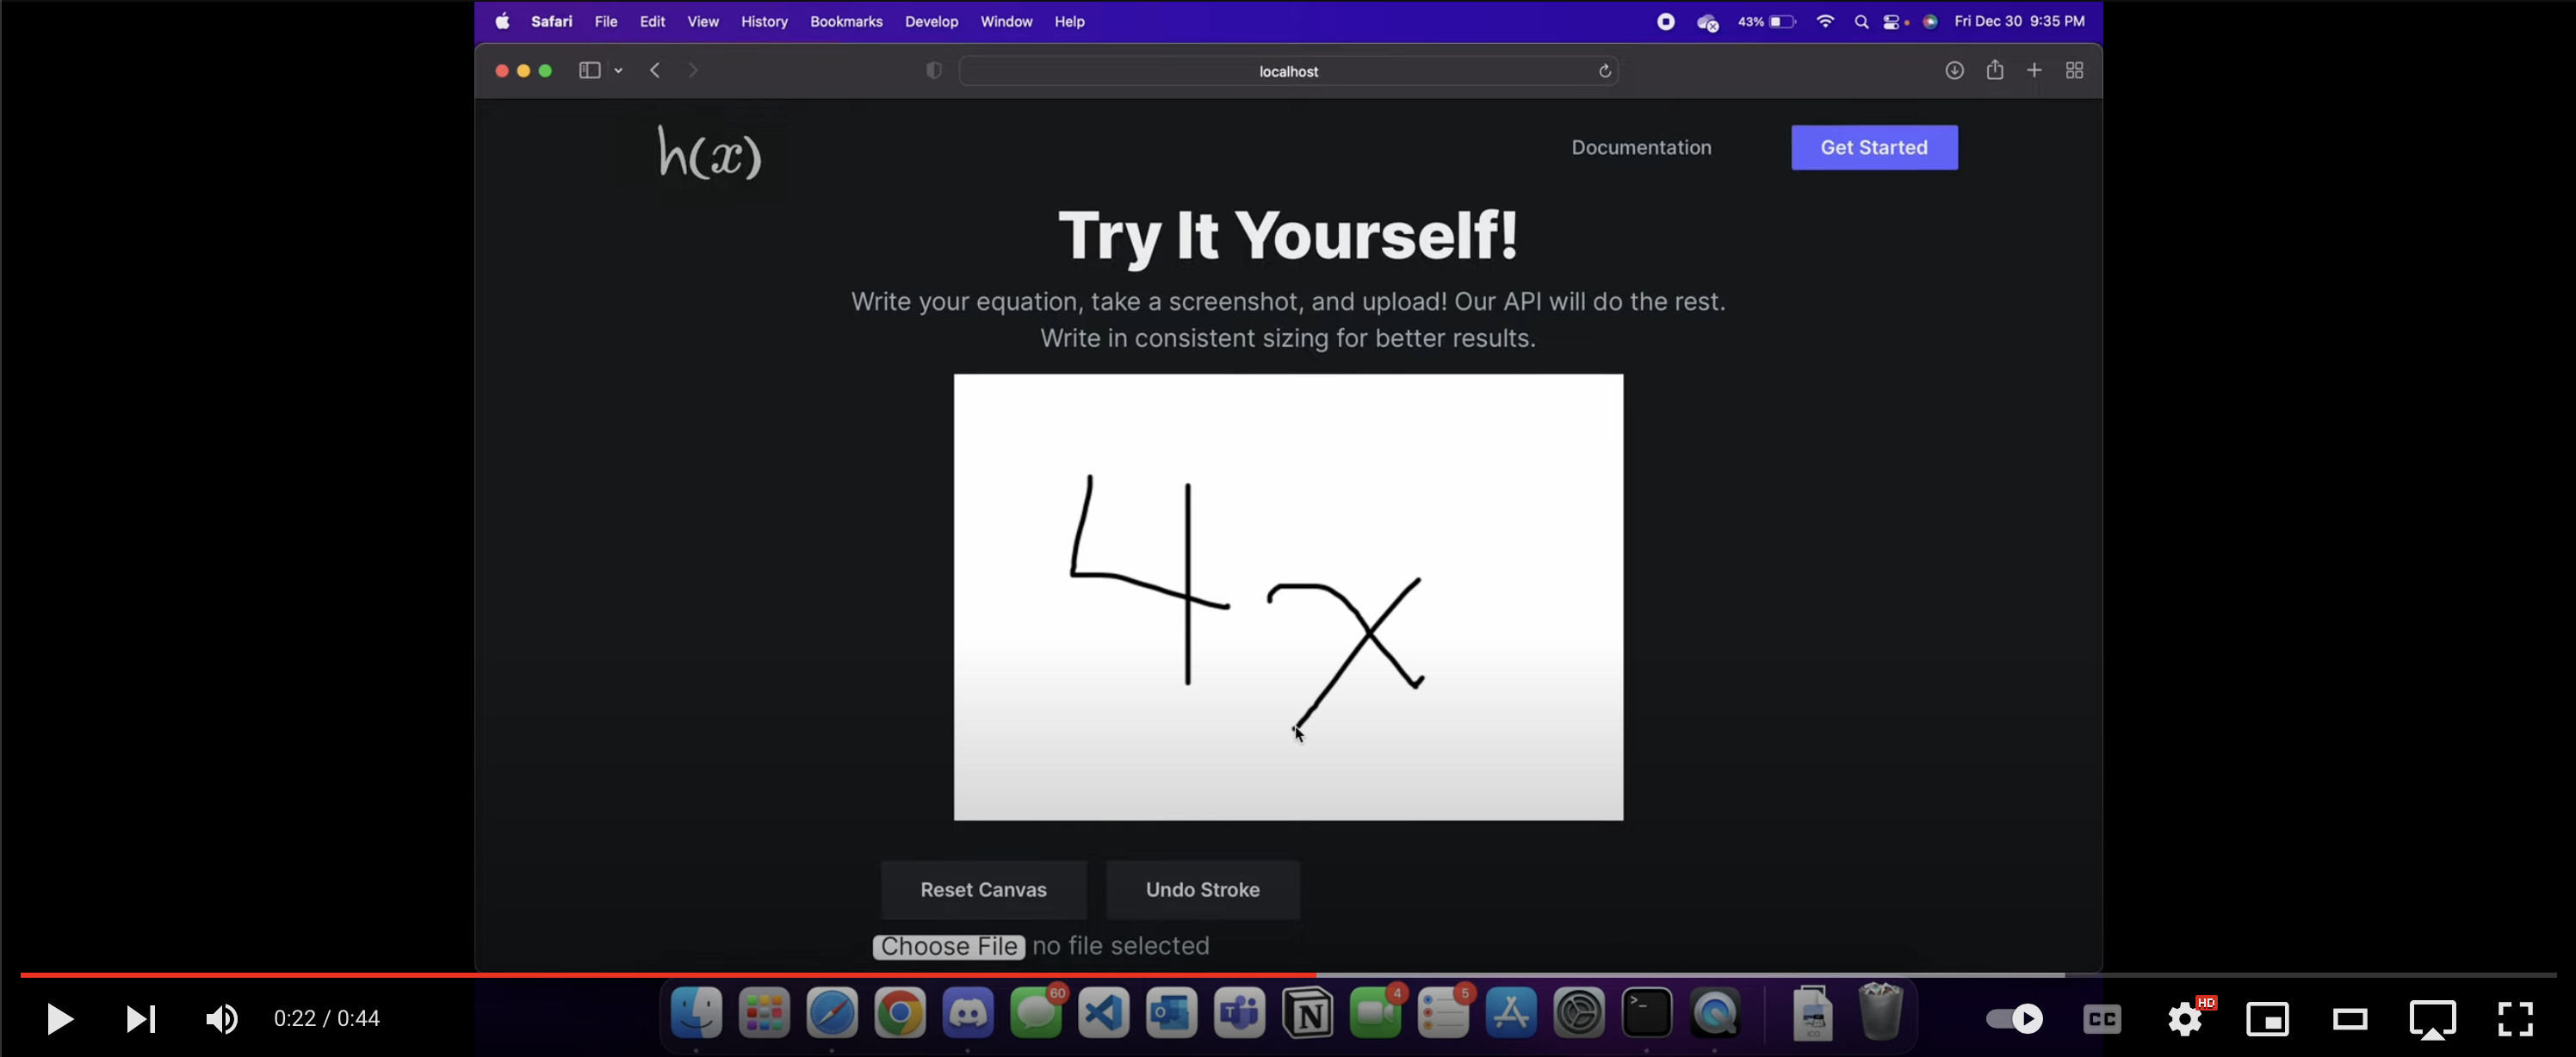 Safari File Edit View History Bookmarks Develop Window Help 43% Fri Dec 30 9:35 PM
localhost
h(x) Documentation Get Started
Try It Yourself!
Write your equation, take a screenshot, and upload! Our API will do the rest.
Write in consistent sizing for better results.
4x
Reset Canvas Undo Stroke
Choose File no file selected
60 4 5
0:22 / 0:44 CC HD